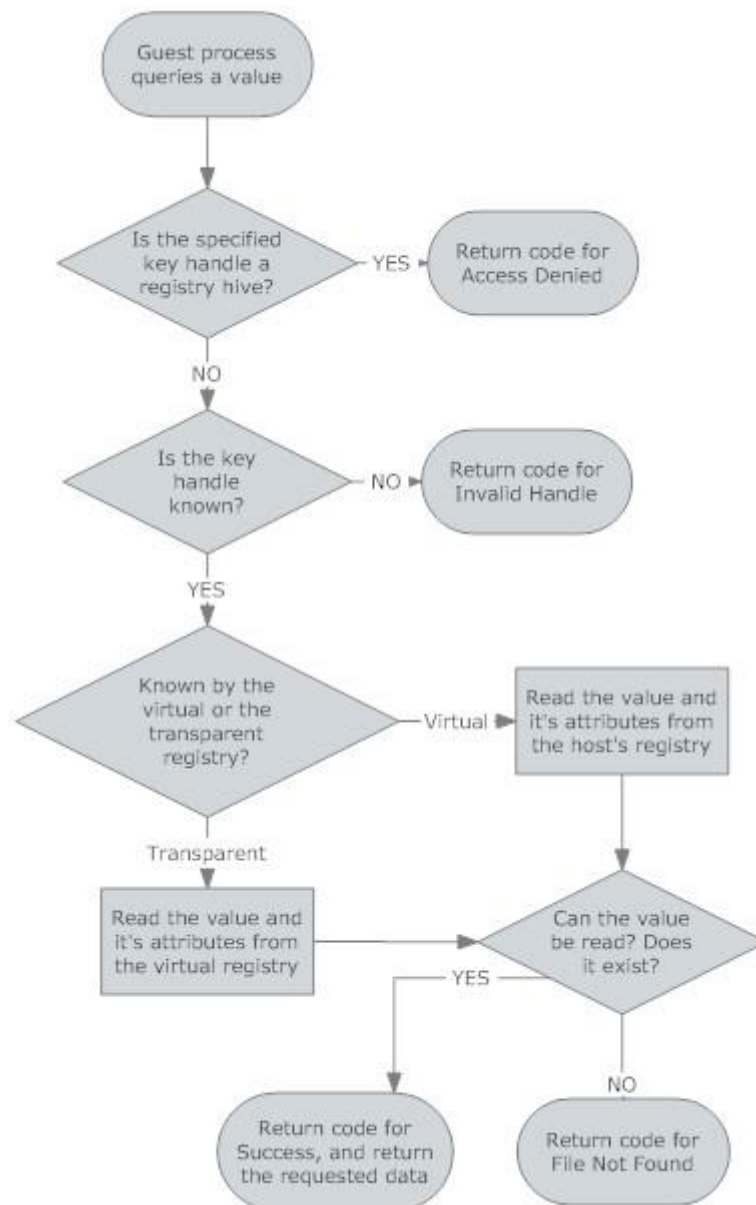 Guest process
queries a value
Is the specified
key handle a
registry hive?
YES
Return code for
Access Denied
NO
Is the key
handle
known?
NO
Return code for
Invalid Handle
YES
Known by the
virtual or the
transparent
registry?
Virtual
Read the value and
it's attributes from
the host's registry
Transparent
Read the value and
it's attributes from
the virtual registry
Can the value
be read? Does
it exist?
YES
NO
Return code for
Success, and return
the requested data
Return code for
File Not Found